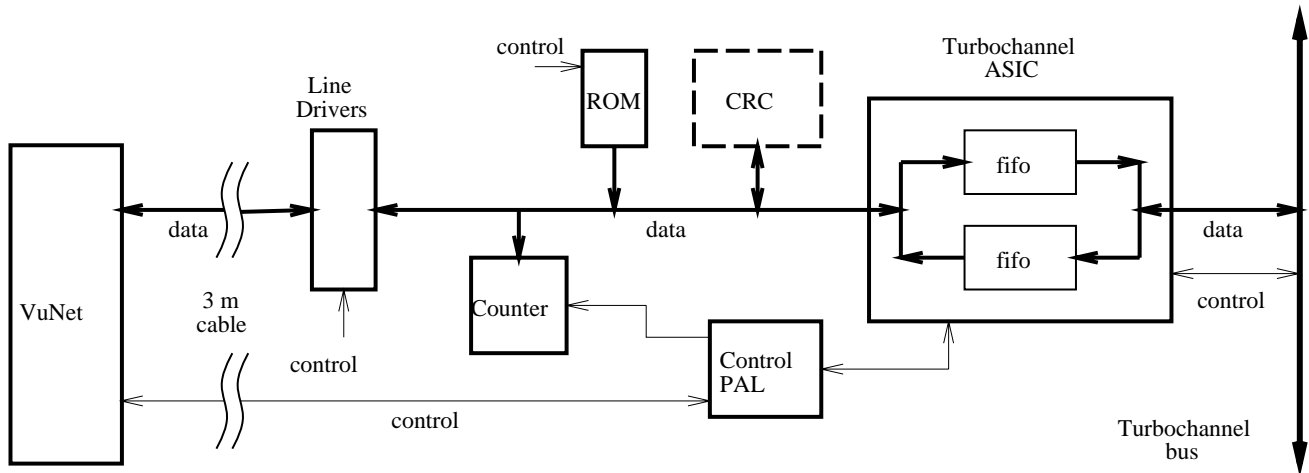 control
Turbochannel
ASIC
Line
Drivers
ROM
CRC
fifo
data
data
data
fifo
control
VuNet
3 m
cable
Counter
control
Control
PAL
control
Turbochannel
bus